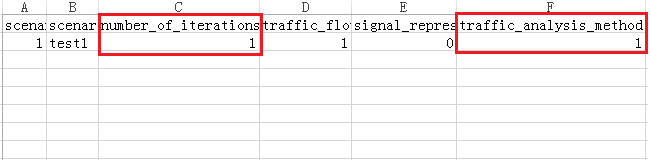 A B C D E F
scena scenar number_of_iterations traffic_flo signal_repres traffic_analysis_method
1 test1 1 1 0 1